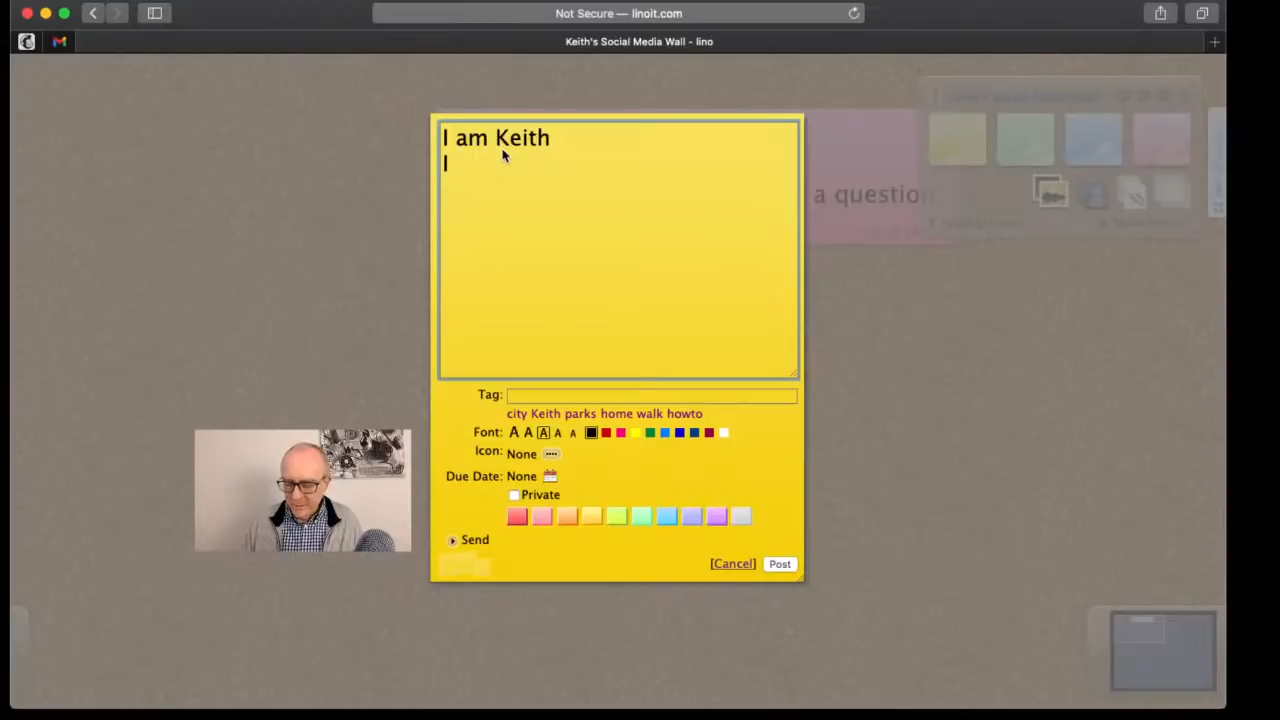 Not Secure — linoit.com
Keith's Social Media Wall - lino
I am Keith
I
a question
Tag:
city Keith parks home walk howto
Font: A A A A A
Icon: None
Due Date: None
Private
Send
[Cancel] Post